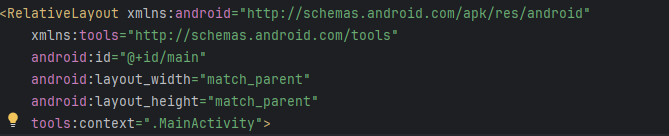 <RelativeLayout xmlns:android="http://schemas.android.com/apk/res/android"
    xmlns:tools="http://schemas.android.com/tools"
    android:id="@+id/main"
    android:layout_width="match_parent"
    android:layout_height="match_parent"
    tools:context=".MainActivity">